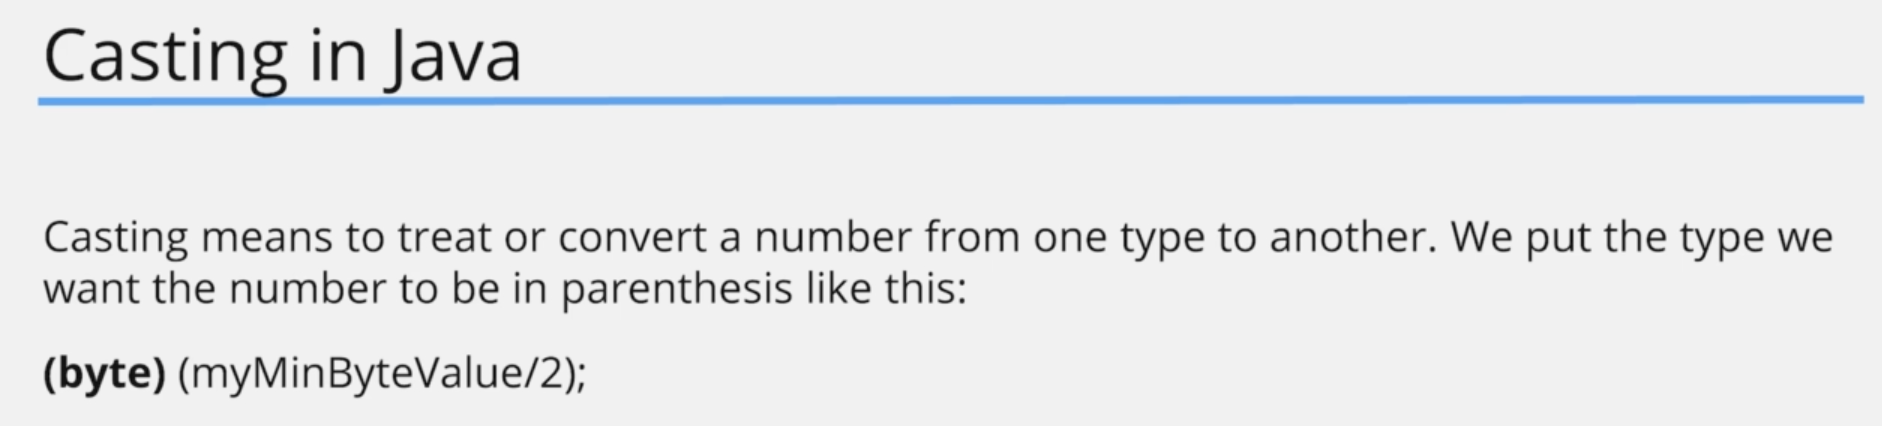 Casting in Java
Casting means to treat or convert a number from one type to another. We put the type we
want the number to be in parenthesis like this:
(byte) (myMinByteValue/2);